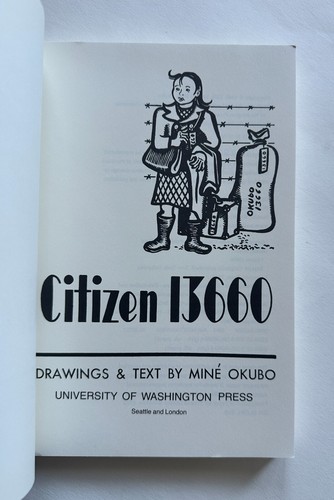 OKUBO
13660
Citizen 13660
DRAWINGS & TEXT BY MINÉ OKUBO
UNIVERSITY OF WASHINGTON PRESS
Seattle and London